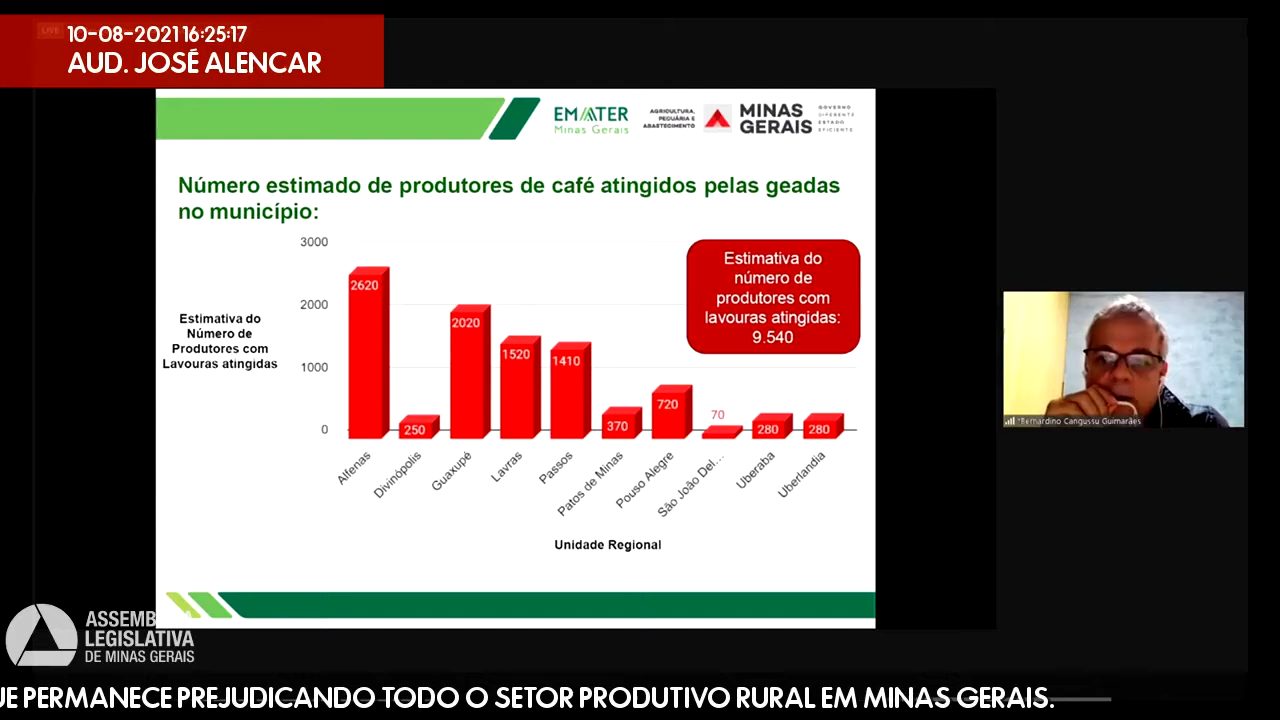 LIVE
10-08-2021 16:25:17
AUD. JOSÉ ALENCAR
EMATER
Minas Gerais
AGRICULTURA,
PECUÁRIA E
ABASTECIMENTO
MINAS
GERAIS
GOVERNO
DIFERENTE
ESTADO
EFICIENTE
Número estimado de produtores de café atingidos pelas geadas
no município:
Estimativa do
Número de
Produtores com
Lavouras atingidas
3000
2000
1000
0
2620
250
2020
1520
1410
370
720
70
280
280
Estimativa do
número de
produtores com
lavouras atingidas:
9.540
Alfenas
Divinópolis
Guaxupé
Lavras
Passos
Patos de Minas
Pouso Alegre
São João Del...
Uberaba
Uberlandia
Unidade Regional
*Bernardino Cangussu Guimarães
ASSEMBLEIA
LEGISLATIVA
DE MINAS GERAIS
UE PERMANECE PREJUDICANDO TODO O SETOR PRODUTIVO RURAL EM MINAS GERAIS.